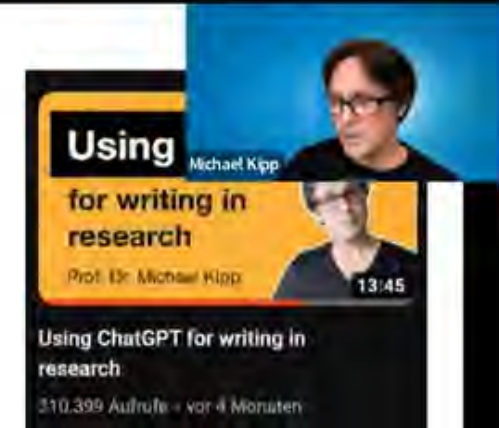 Michael Kipp
Using
for writing in
research
Prof. Dr. Michael Kipp
13:45
Using ChatGPT for writing in
research
310.399 Aufrufe • vor 4 Monaten